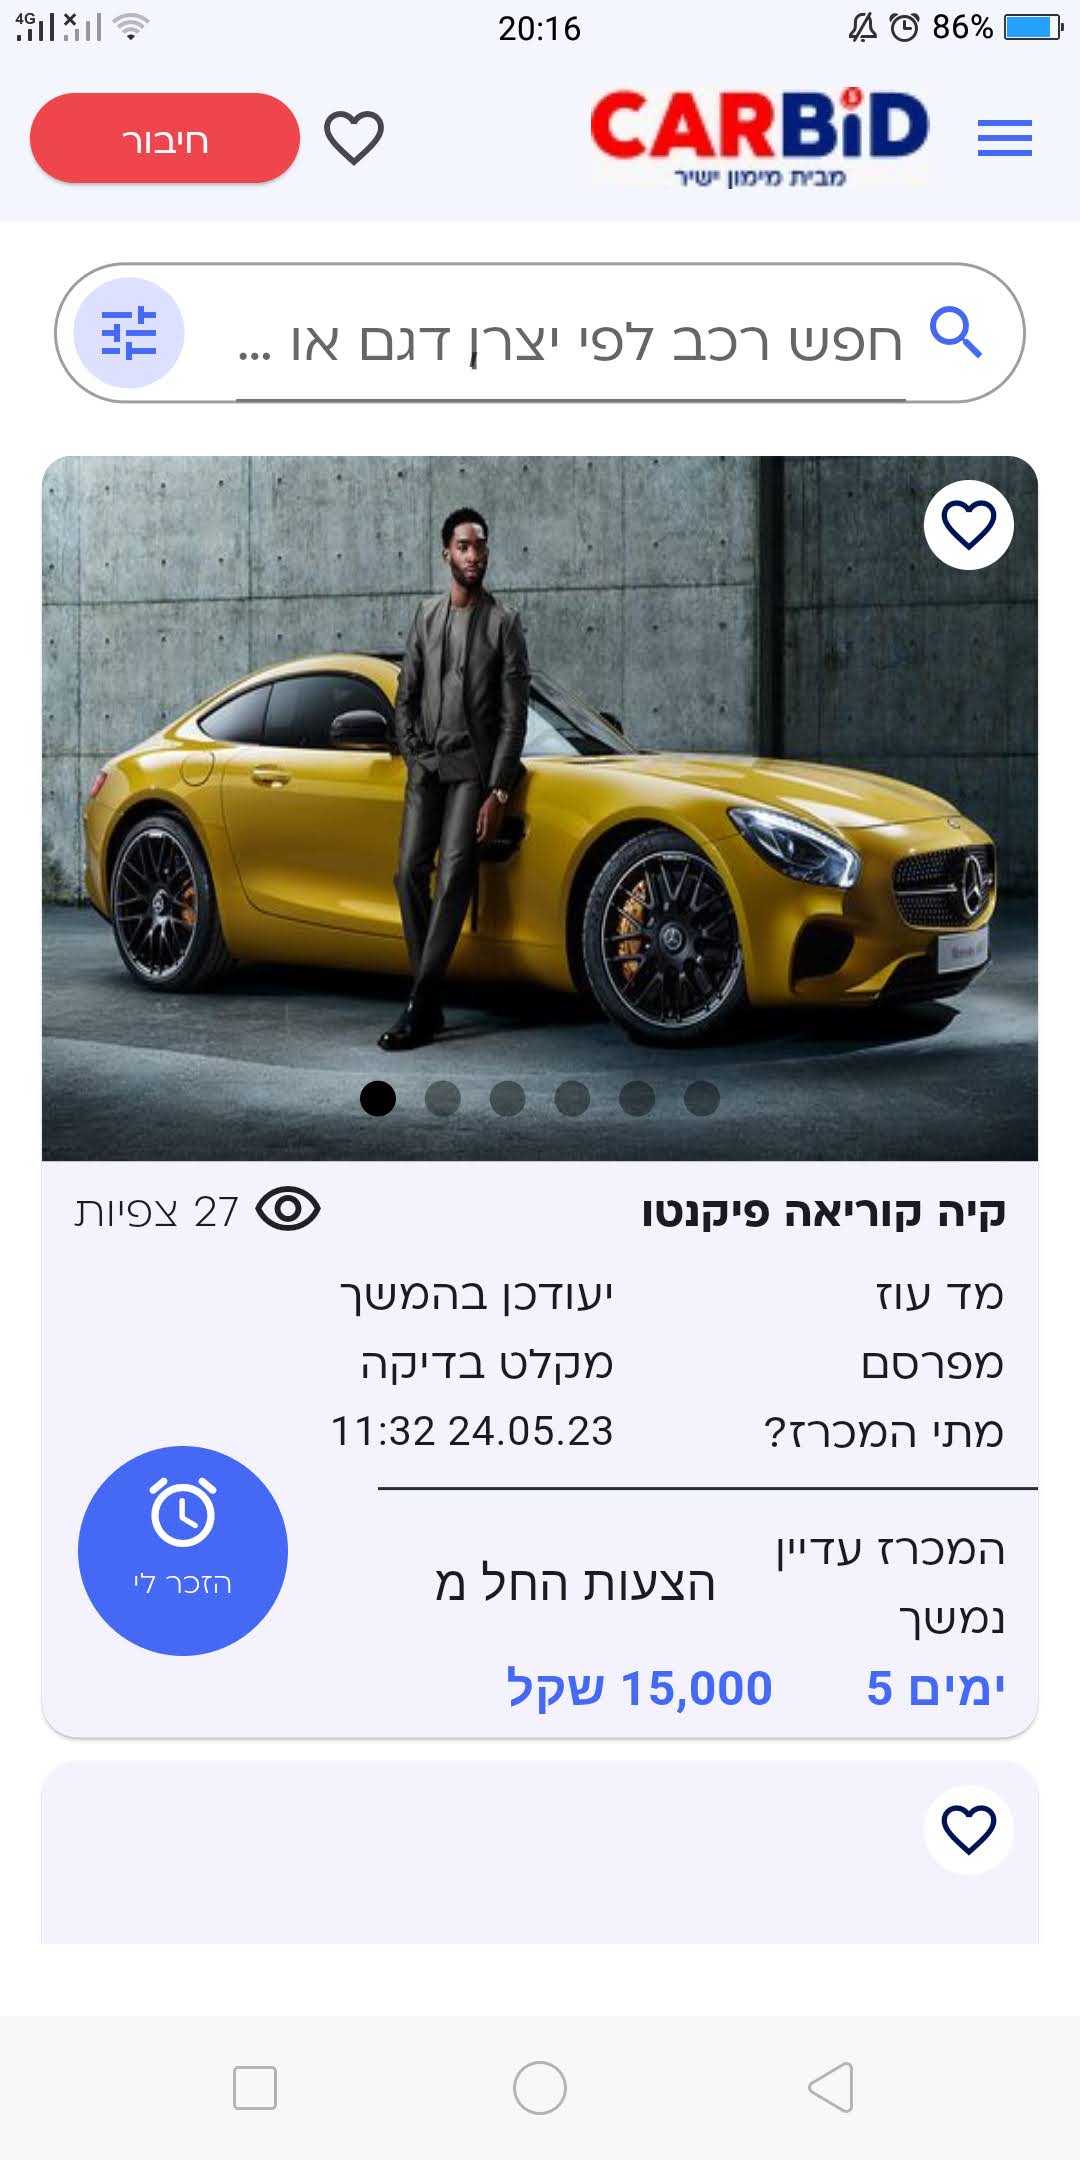 4G 20:16 86%
CARBiD
מבית מימון ישיר
חיבור
חפש רכב לפי יצרן, דגם או ...
קיה קוריאה פיקנטו
27 צפיות
מד עוז יעודכן בהמשך
מפרסם מקלט בדיקה
מתי המכרז? 11:32 24.05.23
המכרז עדיין
נמשך
הצעות החל מ
הזכר לי
ימים 5
15,000 שקל